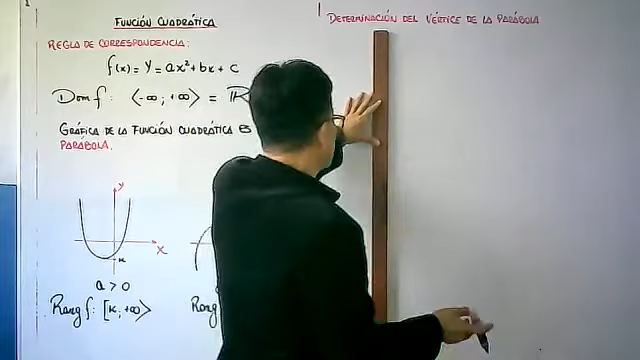 FUNCIÓN CUADRÁTICA
REGLA DE CORRESPONDENCIA:
f(x) = y = ax²+bx+c
Dom f: ⟨-∞; +∞⟩ = ℝ
GRÁFICA DE LA FUNCIÓN CUADRÁTICA ES
PARÁBOLA.
y
x
k
a > 0
Rang f: [k; +∞⟩
Rang
DETERMINACIÓN DEL VÉRTICE DE LA PARÁBOLA